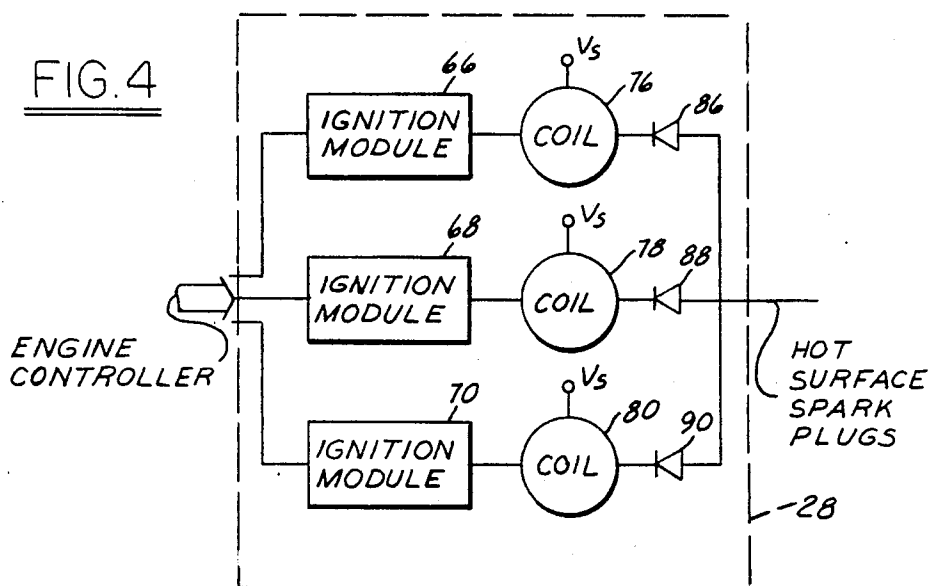 FIG. 4
66
IGNITION
MODULE
Vs
76
COIL
86
68
IGNITION
MODULE
Vs
78
COIL
88
ENGINE
CONTROLLER
HOT
SURFACE
SPARK
PLUGS
70
IGNITION
MODULE
Vs
80
COIL
90
28